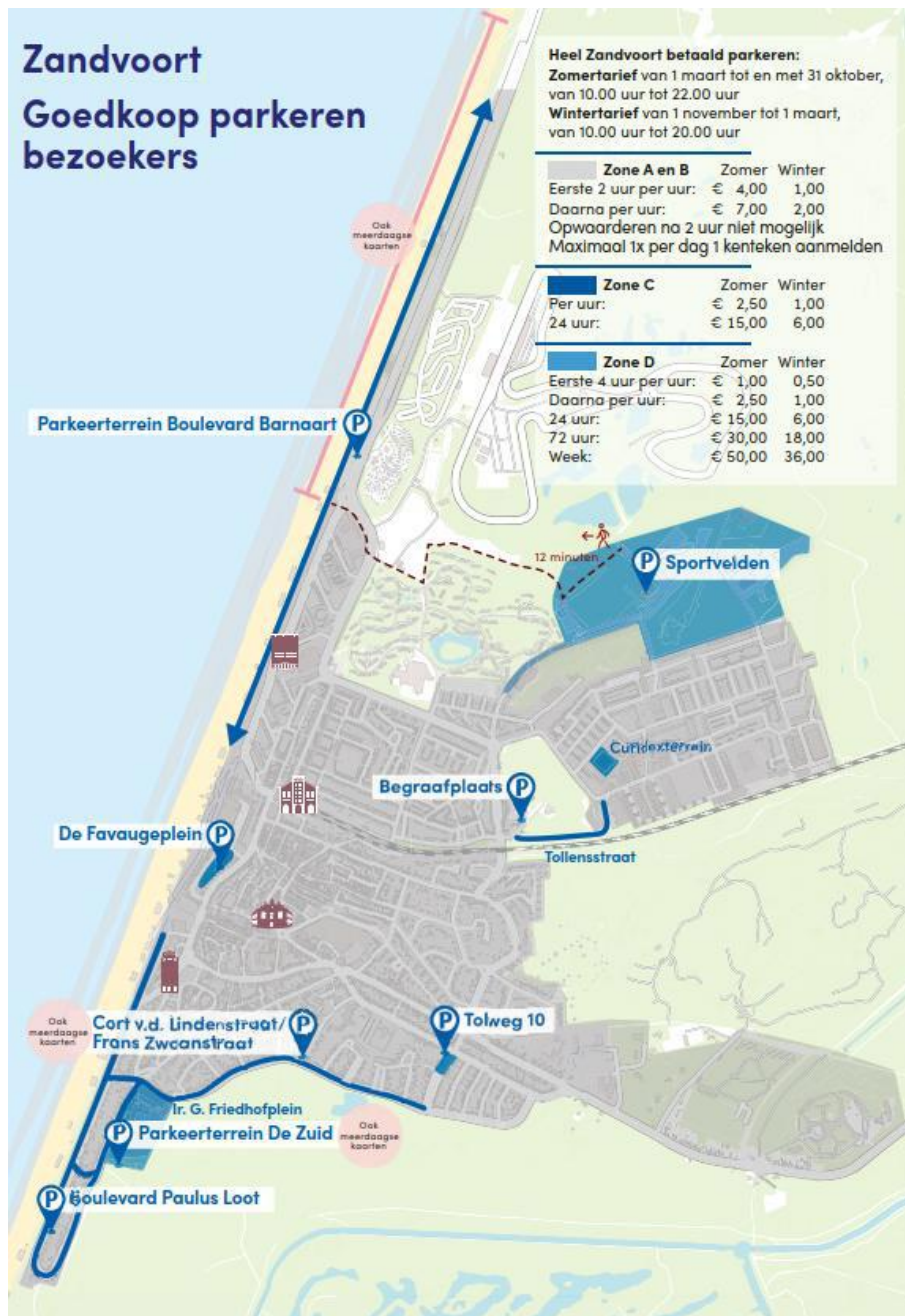 Zandvoort
Goedkoop parkeren
bezoekers
Heel Zandvoort betaald parkeren:
Zomertarief van 1 maart tot en met 31 oktober,
van 10.00 uur tot 22.00 uur
Wintertarief van 1 november tot 1 maart,
van 10.00 uur tot 20.00 uur
Zone A en B Zomer Winter
Eerste 2 uur per uur: € 4,00 1,00
Daarna per uur: € 7,00 2,00
Opwaarderen na 2 uur niet mogelijk
Maximaal 1x per dag 1 kenteken aanmelden
Zone C Zomer Winter
Per uur: € 2,50 1,00
24 uur: € 15,00 6,00
Zone D Zomer Winter
Eerste 4 uur per uur: € 1,00 0,50
Daarna per uur: € 2,50 1,00
24 uur: € 15,00 6,00
72 uur: € 30,00 18,00
Week: € 50,00 36,00
Ook
meerdaagse
kaarten
Parkeerterrein Boulevard Barnaart P
12 minuten
P Sportvelden
Curidexterrein
Begraafplaats P
Tollensstraat
De Favaugeplein P
Ook
meerdaagse
kaarten
Cort v.d. Lindenstraat/ P
Frans Zwaanstraat
P Tolweg 10
Ir. G. Friedhofplein
P Parkeerterrein De Zuid
Ook
meerdaagse
kaarten
P Boulevard Paulus Loot